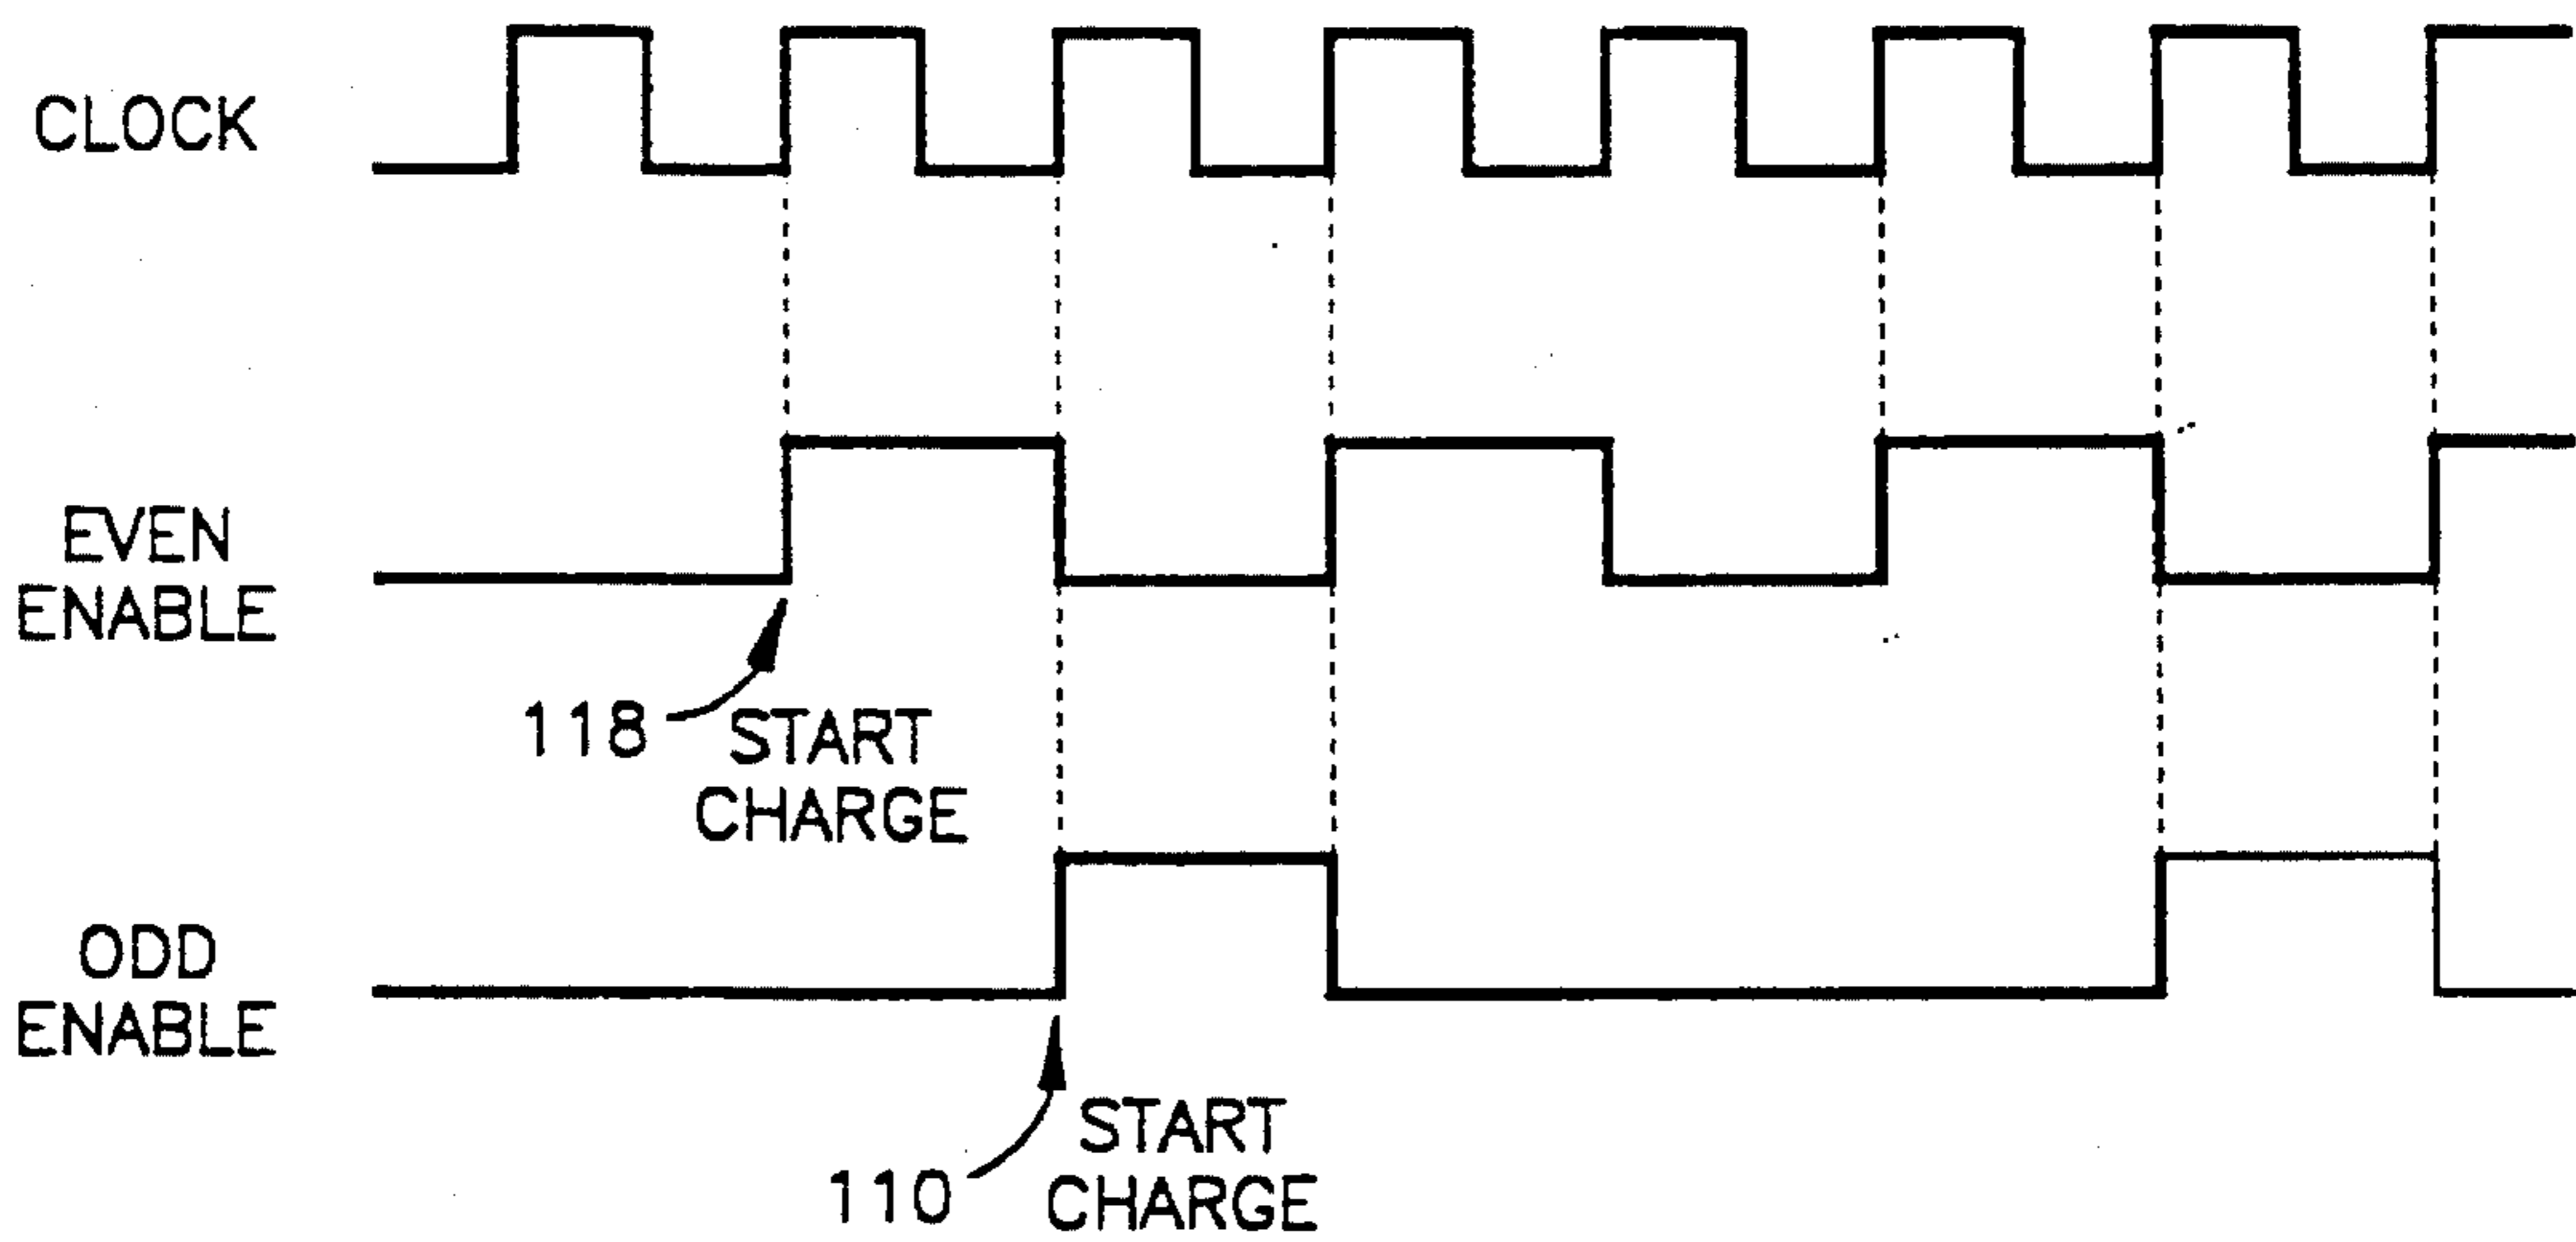 CLOCK
EVEN
ENABLE
118
START
CHARGE
ODD
ENABLE
110
START
CHARGE